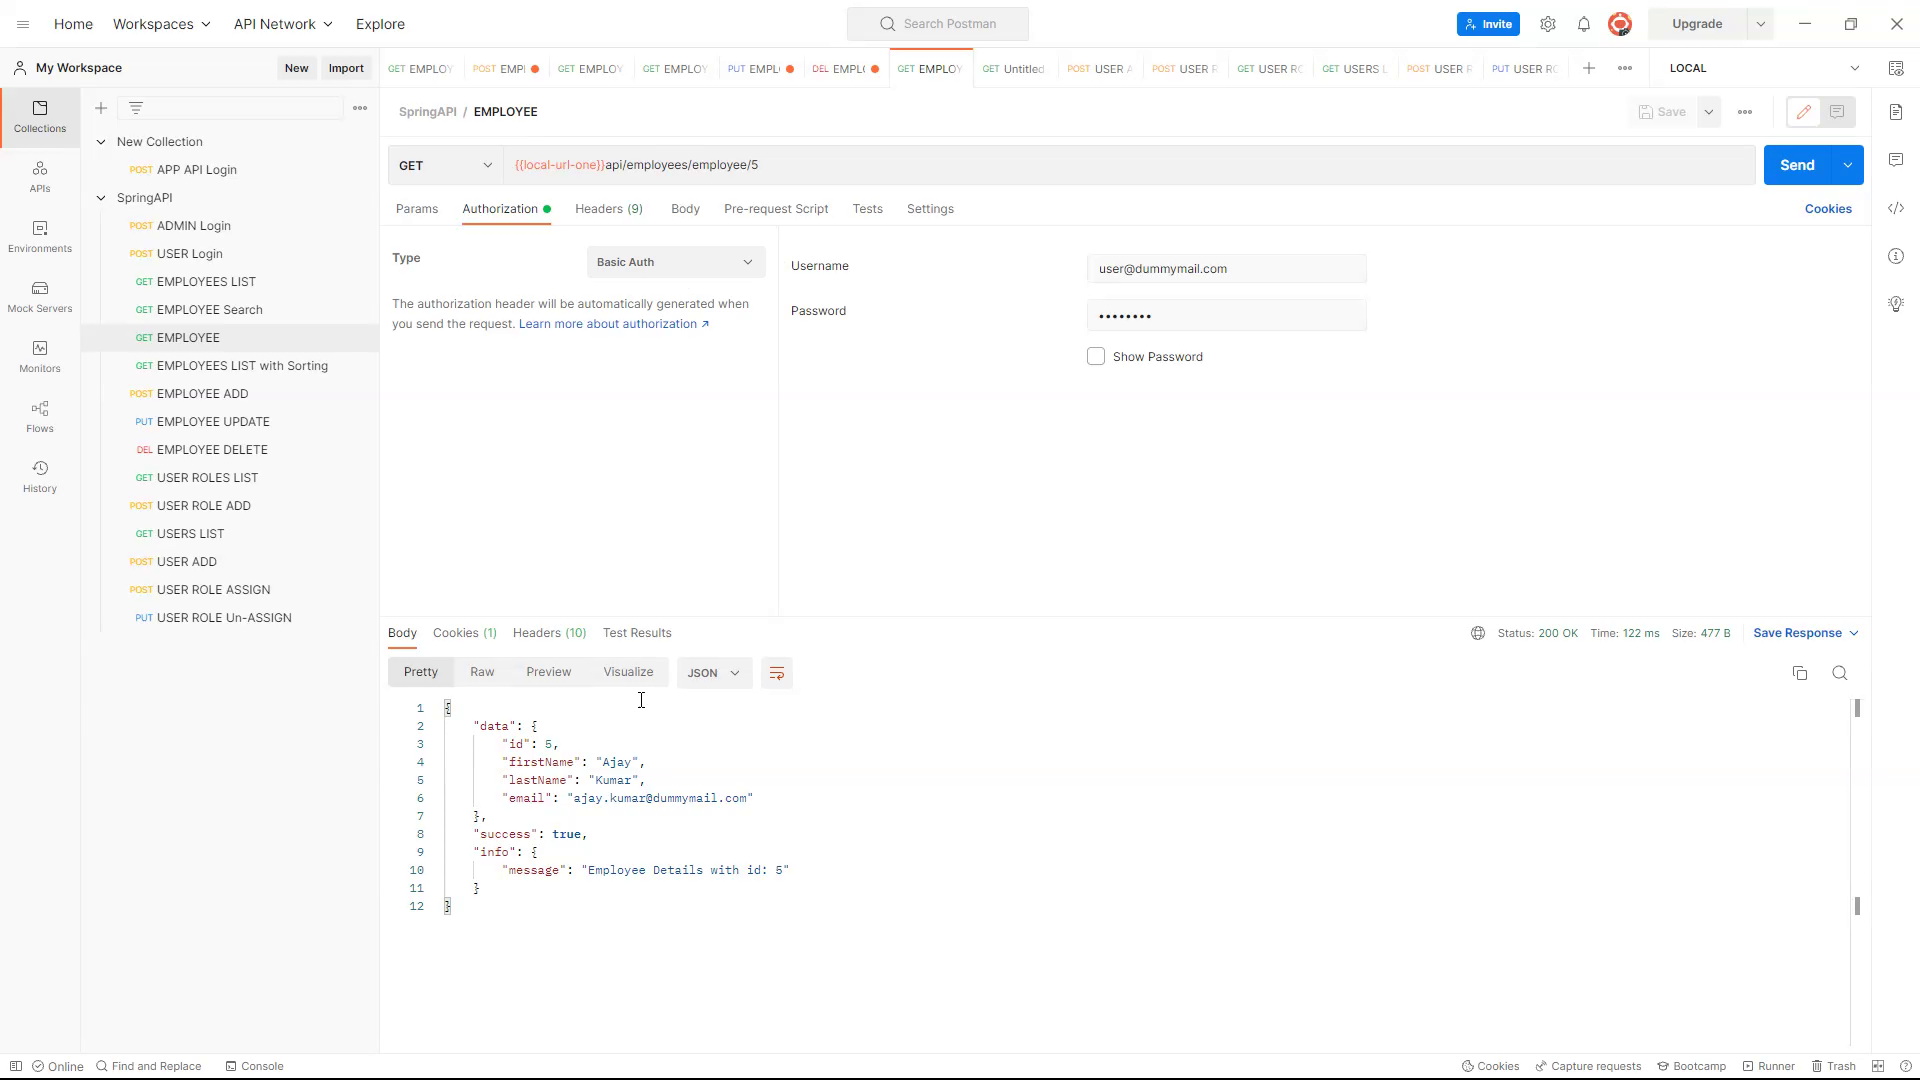 Home Workspaces API Network Explore Search Postman Invite Upgrade
My Workspace New Import GET EMPLOY POST EMPL GET EMPLOY GET EMPLOY PUT EMPL DEL EMPL GET EMPLOY GET Untitled POST USER A POST USER F GET USER RO GET USERS L POST USER F PUT USER RO LOCAL
SpringAPI / EMPLOYEE Save
GET {{local-url-one}}api/employees/employee/5 Send
Params Authorization Headers (9) Body Pre-request Script Tests Settings Cookies
Collections
APIs
Environments
Mock Servers
Monitors
Flows
History
New Collection
POST APP API Login
SpringAPI
POST ADMIN Login
POST USER Login
GET EMPLOYEES LIST
GET EMPLOYEE Search
GET EMPLOYEE
GET EMPLOYEES LIST with Sorting
POST EMPLOYEE ADD
PUT EMPLOYEE UPDATE
DEL EMPLOYEE DELETE
GET USER ROLES LIST
POST USER ROLE ADD
GET USERS LIST
POST USER ADD
POST USER ROLE ASSIGN
PUT USER ROLE Un-ASSIGN
Type Basic Auth
The authorization header will be automatically generated when
you send the request. Learn more about authorization ↗
Username user@dummymail.com
Password ••••••••
Show Password
Body Cookies (1) Headers (10) Test Results Status: 200 OK Time: 122 ms Size: 477 B Save Response
Pretty Raw Preview Visualize JSON
1 {
2 "data": {
3 "id": 5,
4 "firstName": "Ajay",
5 "lastName": "Kumar",
6 "email": "ajay.kumar@dummymail.com"
7 },
8 "success": true,
9 "info": {
10 "message": "Employee Details with id: 5"
11 }
12 }
Online Find and Replace Console Cookies Capture requests Bootcamp Runner Trash